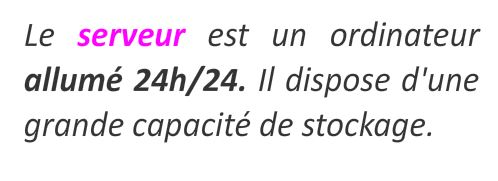 Le serveur est un ordinateur
allumé 24h/24. Il dispose d'une
grande capacité de stockage.